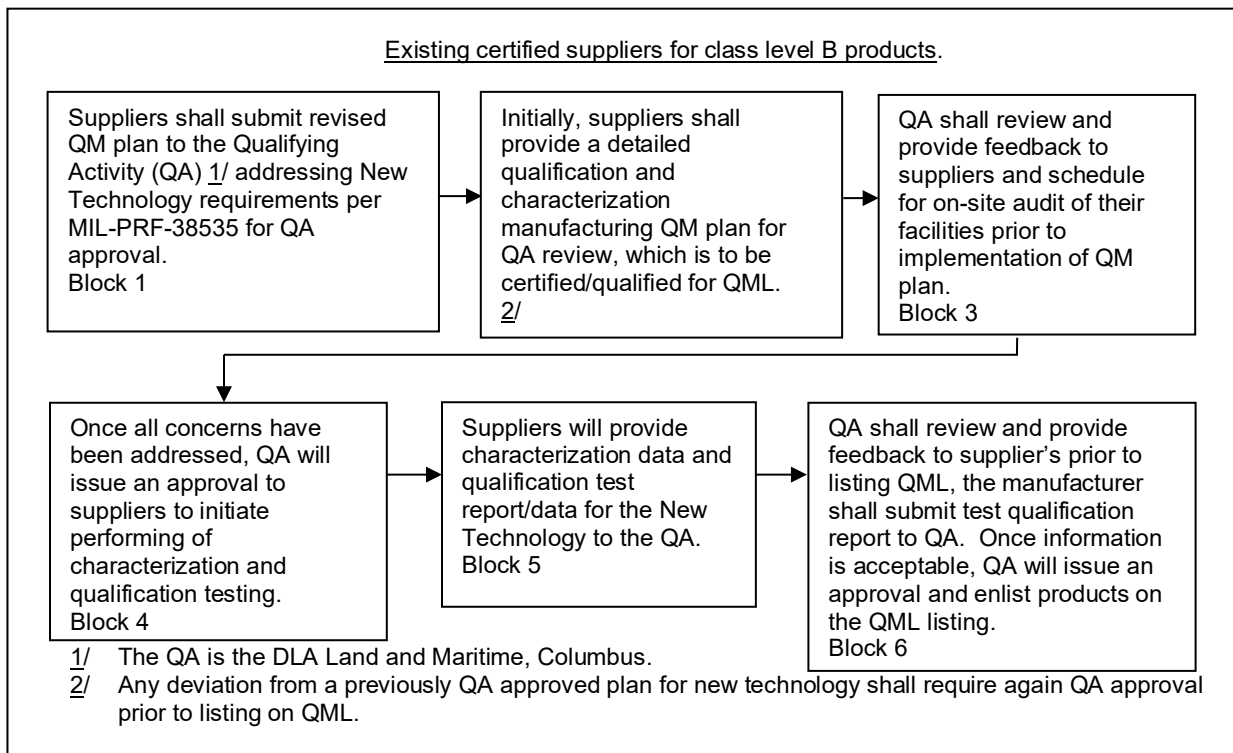 Existing certified suppliers for class level B products.
Suppliers shall submit revised
QM plan to the Qualifying
Activity (QA) 1/ addressing New
Technology requirements per
MIL-PRF-38535 for QA
approval.
Block 1
Initially, suppliers shall
provide a detailed
qualification and
characterization
manufacturing QM plan for
QA review, which is to be
certified/qualified for QML.
2/
QA shall review and
provide feedback to
suppliers and schedule
for on-site audit of their
facilities prior to
implementation of QM
plan.
Block 3
Once all concerns have
been addressed, QA will
issue an approval to
suppliers to initiate
performing of
characterization and
qualification testing.
Block 4
Suppliers will provide
characterization data and
qualification test
report/data for the New
Technology to the QA.
Block 5
QA shall review and provide
feedback to supplier’s prior to
listing QML, the manufacturer
shall submit test qualification
report to QA.  Once information
is acceptable, QA will issue an
approval and enlist products on
the QML listing.
Block 6
1/ The QA is the DLA Land and Maritime, Columbus.
2/ Any deviation from a previously QA approved plan for new technology shall require again QA approval
prior to listing on QML.